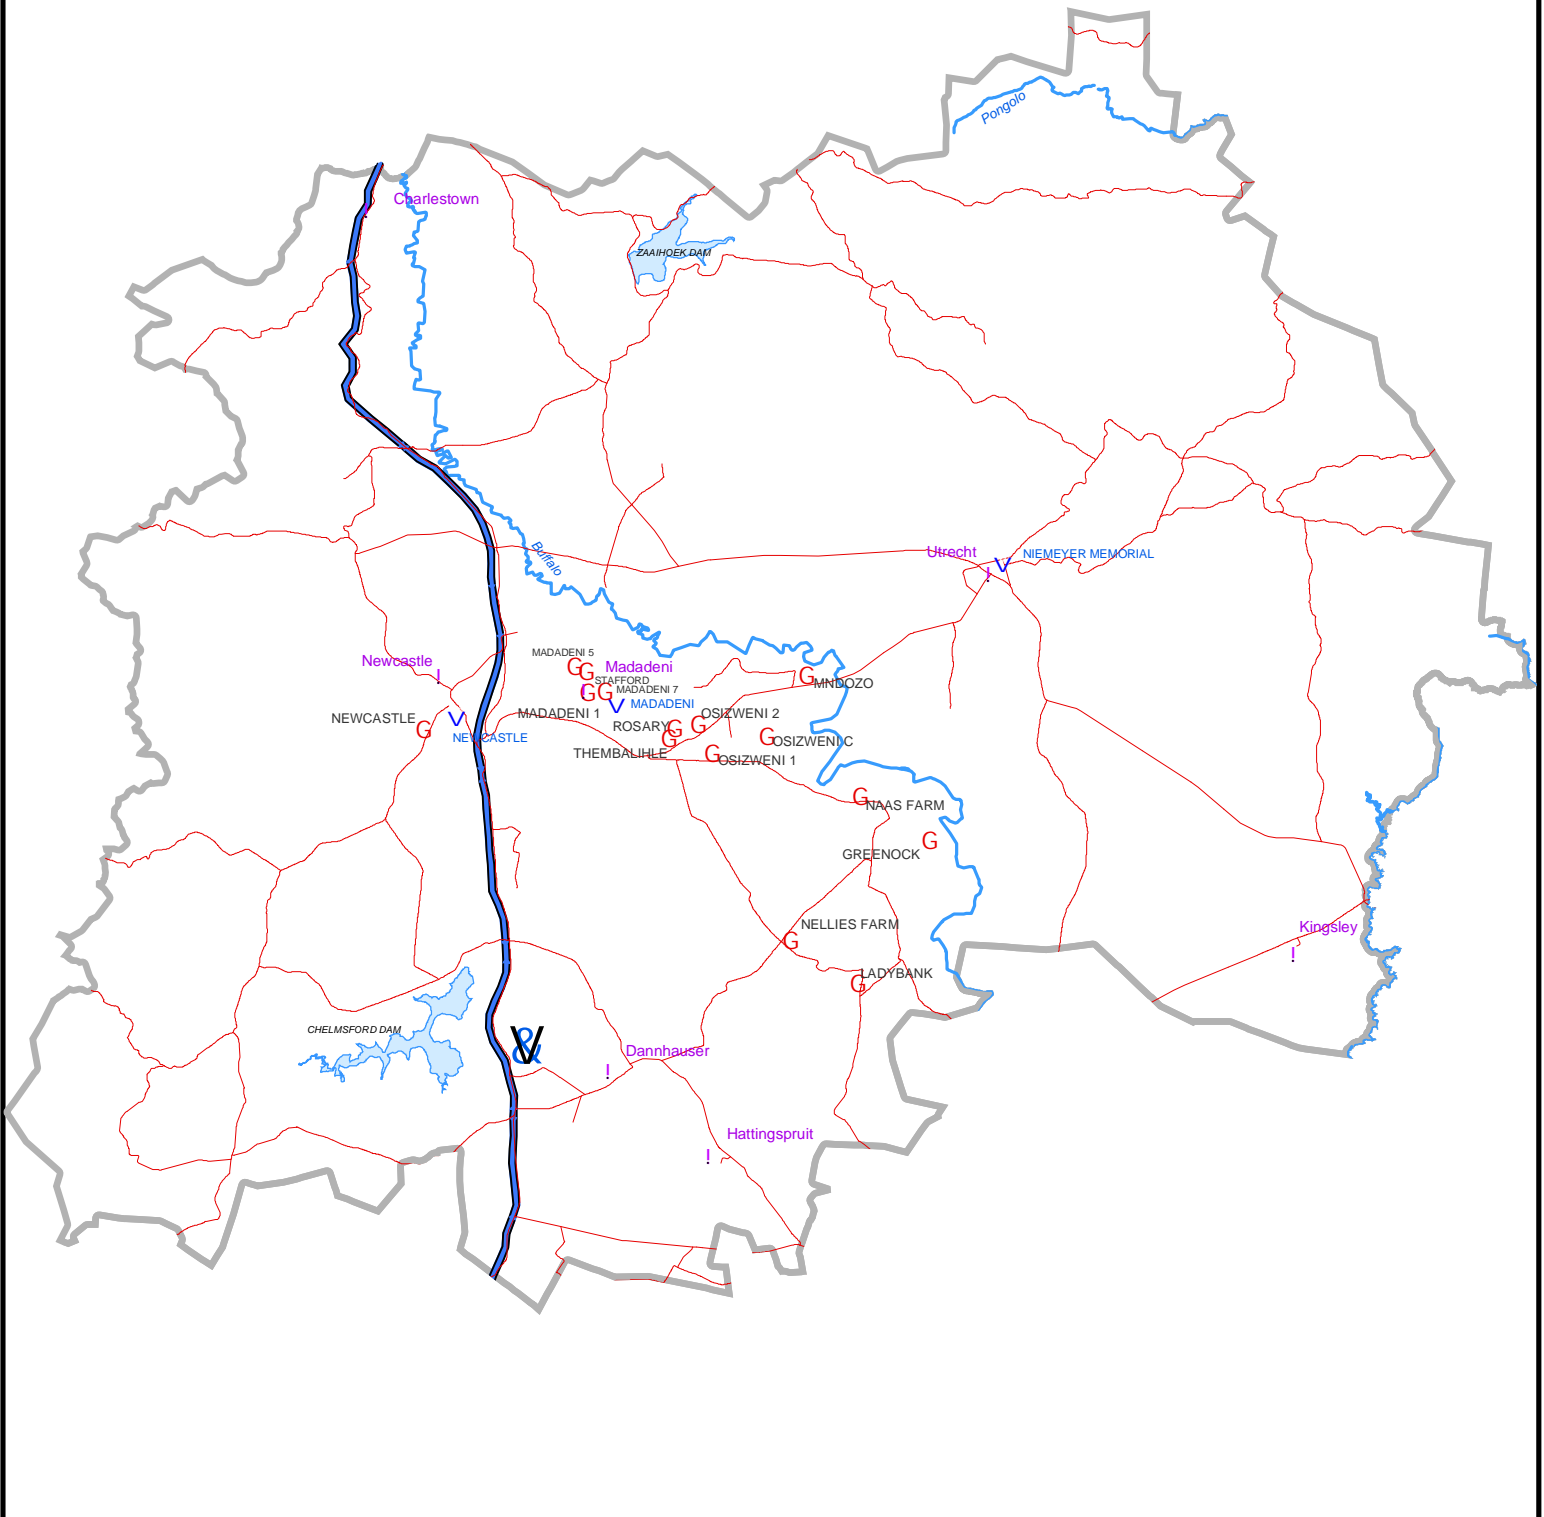 Pongolo
Charlestown
ZAAIHOEK DAM
Buffalo
Utrecht
V
NIEMEYER MEMORIAL
!
MADADENI 5
G
G
Madadeni
Newcastle
!
STAFFORD
G
MNDOZO
!
G
G
MADADENI 7
V
MADADENI
MADADENI 1
NEWCASTLE
G
V
NEWCASTLE
ROSARY
G
G
OSIZWENI 2
G
THEMBALIHLE
G
OSIZWENI C
G
OSIZWENI 1
G
NAAS FARM
G
GREENOCK
NELLIES FARM
G
Kingsley
!
LADYBANK
G
CHELMSFORD DAM
&
V
Dannhauser
!
Hattingspruit
!